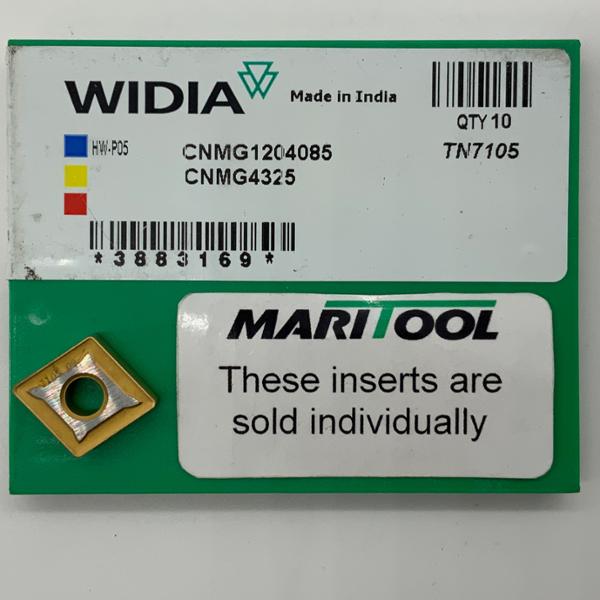 WIDIA
Made in India
QTY 10
HW-P05
CNMG1204085
TN7105
CNMG4325
*3883169*
MARITOOL
These inserts are
sold individually